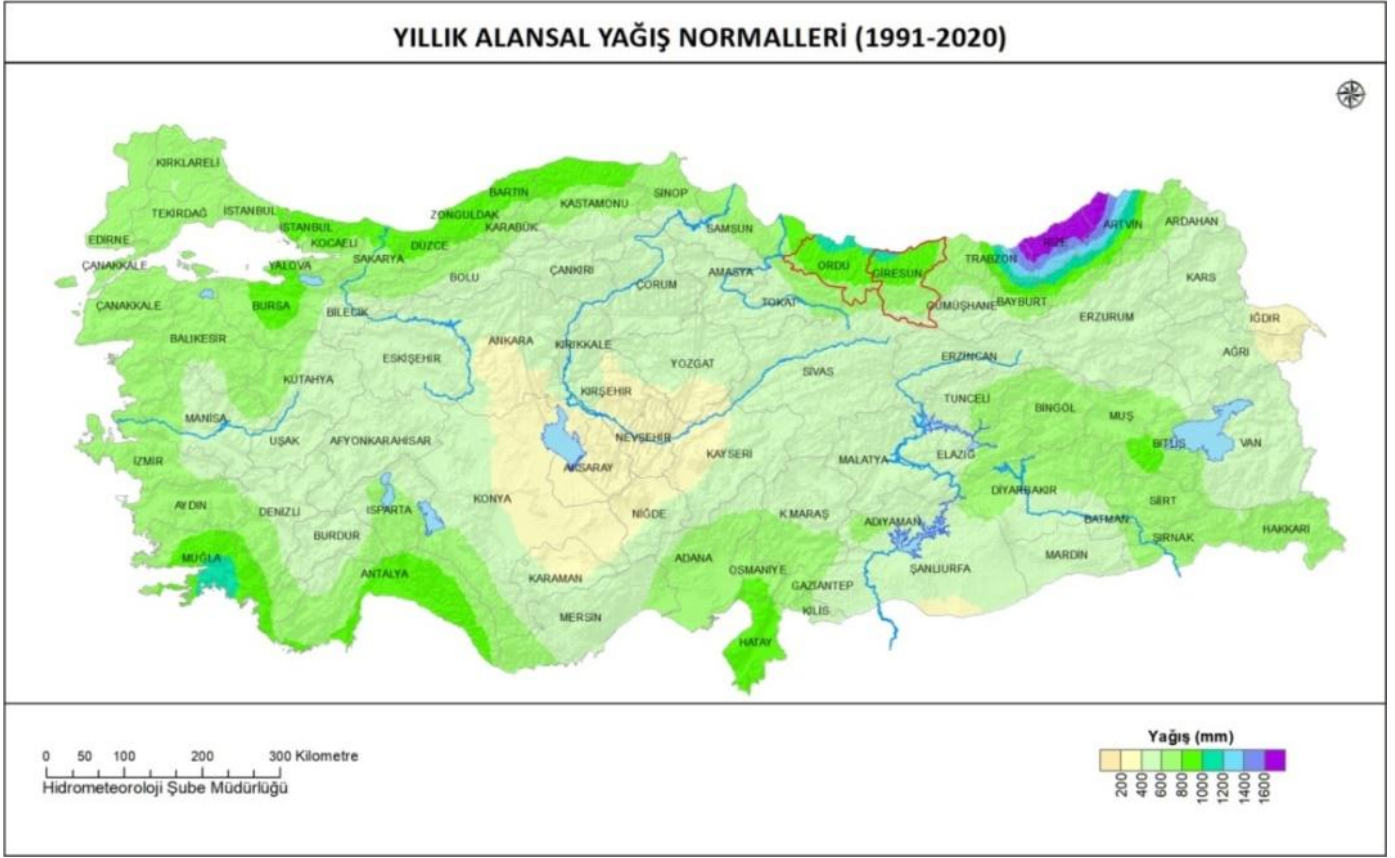 YILLIK ALANSAL YAĞIŞ NORMALLERİ (1991-2020)
KIRKLARELİ
TEKİRDAĞ
İSTANBUL
EDİRNE
ÇANAKKALE
İSTANBUL
KOCAELİ
YALOVA
SAKARYA
DÜZCE
ZONGULDAK
BARTIN
KARABÜK
KASTAMONU
SİNOP
SAMSUN
ORDU
GİRESUN
TRABZON
RİZE
ARTVİN
ARDAHAN
KARS
ÇANAKKALE
BURSA
BİLECİK
BOLU
ÇANKIRI
ÇORUM
AMASYA
TOKAT
GÜMÜŞHANE
BAYBURT
ERZURUM
IĞDIR
AĞRI
BALIKESİR
ESKİŞEHİR
ANKARA
KIRIKKALE
YOZGAT
SİVAS
ERZİNCAN
KÜTAHYA
KIRŞEHİR
TUNCELİ
BİNGÖL
MUŞ
BİTLİS
VAN
MANİSA
UŞAK
AFYONKARAHİSAR
NEVŞEHİR
KAYSERİ
MALATYA
ELAZIĞ
İZMİR
AKSARAY
AYDIN
DENİZLİ
ISPARTA
KONYA
NİĞDE
K.MARAŞ
ADIYAMAN
DİYARBAKIR
BATMAN
SİİRT
ŞIRNAK
HAKKARİ
BURDUR
MUĞLA
ANTALYA
KARAMAN
MERSİN
ADANA
OSMANİYE
GAZİANTEP
KİLİS
ŞANLIURFA
MARDİN
HATAY
0 50 100 200 300 Kilometre
Hidrometeoroloji Şube Müdürlüğü
Yağış (mm)
200 400 600 800 1000 1200 1400 1600